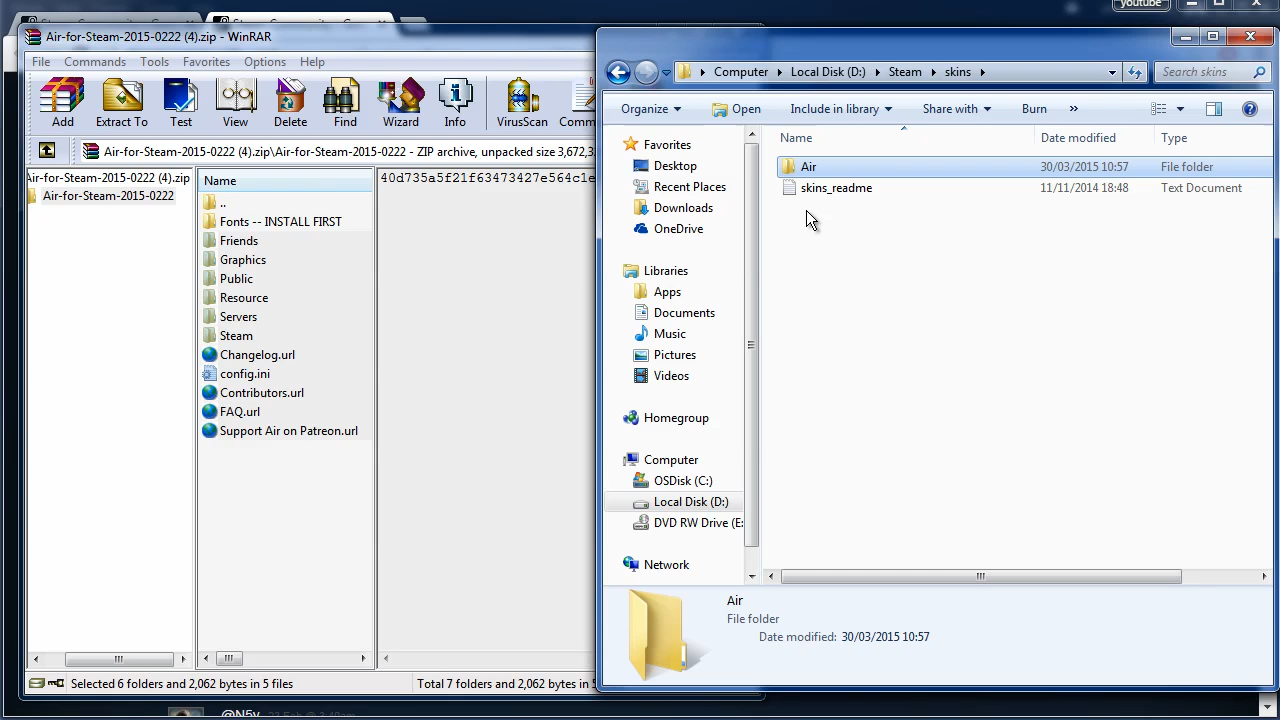 youtube
Air-for-Steam-2015-0222 (4).zip - WinRAR
File Commands Tools Favorites Options Help
Add Extract To Test View Delete Find Wizard Info VirusScan Comm
Air-for-Steam-2015-0222 (4).zip\Air-for-Steam-2015-0222 - ZIP archive, unpacked size 3,672,3
Air-for-Steam-2015-0222 (4).zip
Air-for-Steam-2015-0222
Name
40d735a5f21f63473427e564c1e
..
Fonts -- INSTALL FIRST
Friends
Graphics
Public
Resource
Servers
Steam
Changelog.url
config.ini
Contributors.url
FAQ.url
Support Air on Patreon.url
Selected 6 folders and 2,062 bytes in 5 files
Total 7 folders and 2,062 bytes in 5
Computer Local Disk (D:) Steam skins
Search skins
Organize Open Include in library Share with Burn »
Favorites
Desktop
Recent Places
Downloads
OneDrive
Libraries
Apps
Documents
Music
Pictures
Videos
Homegroup
Computer
OSDisk (C:)
Local Disk (D:)
DVD RW Drive (E:
Network
Name Date modified Type
Air 30/03/2015 10:57 File folder
skins_readme 11/11/2014 18:48 Text Document
Air
File folder
Date modified: 30/03/2015 10:57
@N5y